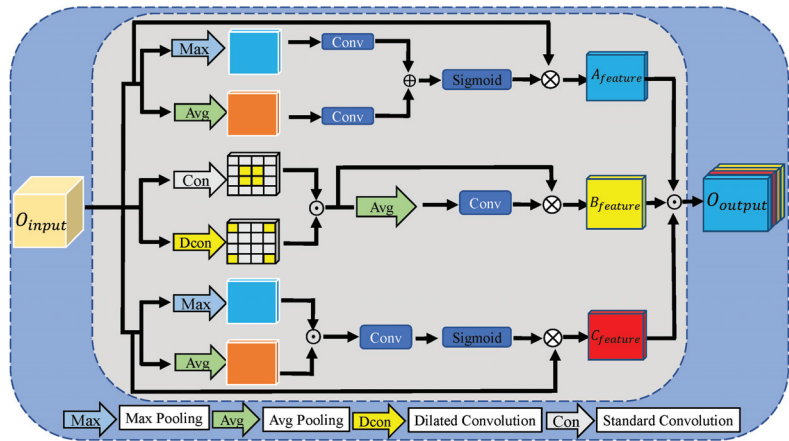 Max
Conv
Sigmoid
A_feature
Avg
Conv
O_input
Con
Avg
Conv
B_feature
O_output
Dcon
Max
Conv
Sigmoid
C_feature
Avg
Max
Max Pooling
Avg
Avg Pooling
Dcon
Dilated Convolution
Con
Standard Convolution